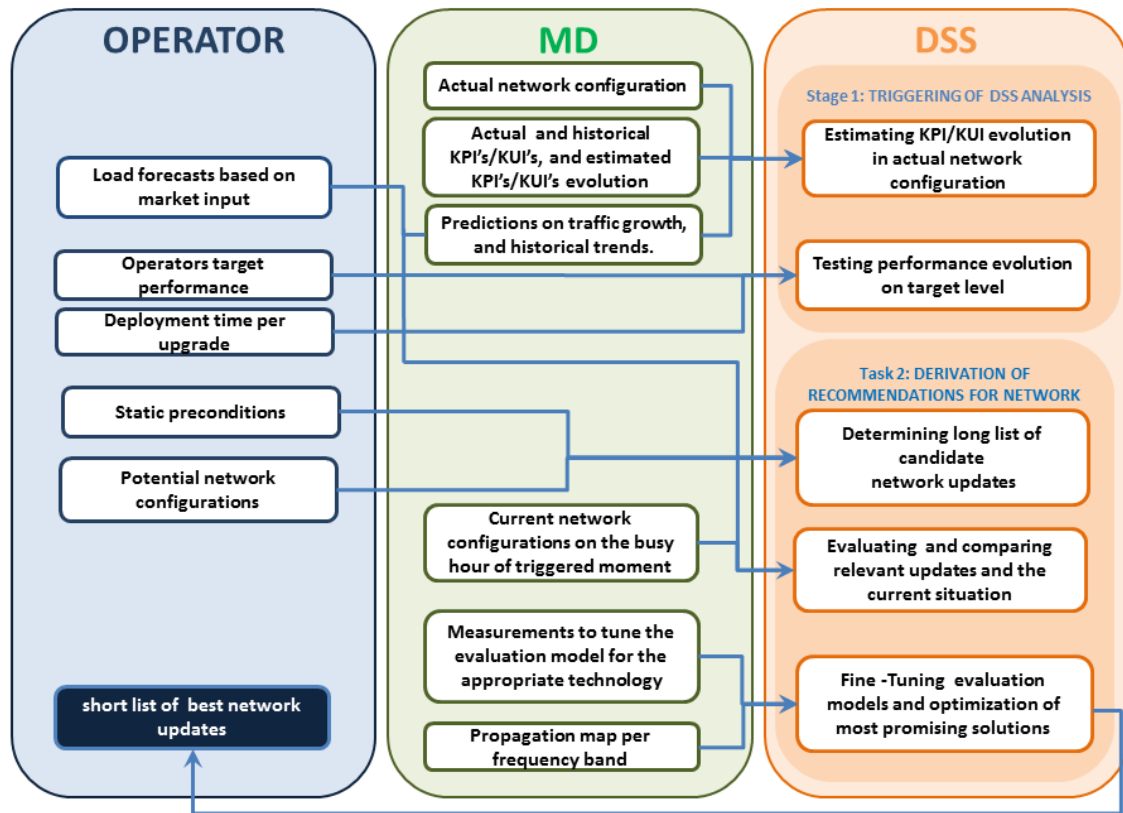 OPERATOR
Load forecasts based on
market input
Operators target
performance
Deployment time per
upgrade
Static preconditions
Potential network
configurations
short list of best network
updates
MD
Actual network configuration
Actual and historical
KPI's/KUI's, and estimated
KPI's/KUI's evolution
Predictions on traffic growth,
and historical trends.
Current network
configurations on the busy
hour of triggered moment
Measurements to tune the
evaluation model for the
appropriate technology
Propagation map per
frequency band
DSS
Stage 1: TRIGGERING OF DSS ANALYSIS
Estimating KPI/KUI evolution
in actual network
configuration
Testing performance evolution
on target level
Task 2: DERIVATION OF
RECOMMENDATIONS FOR NETWORK
Determining long list of
candidate
network updates
Evaluating and comparing
relevant updates and the
current situation
Fine -Tuning evaluation
models and optimization of
most promising solutions